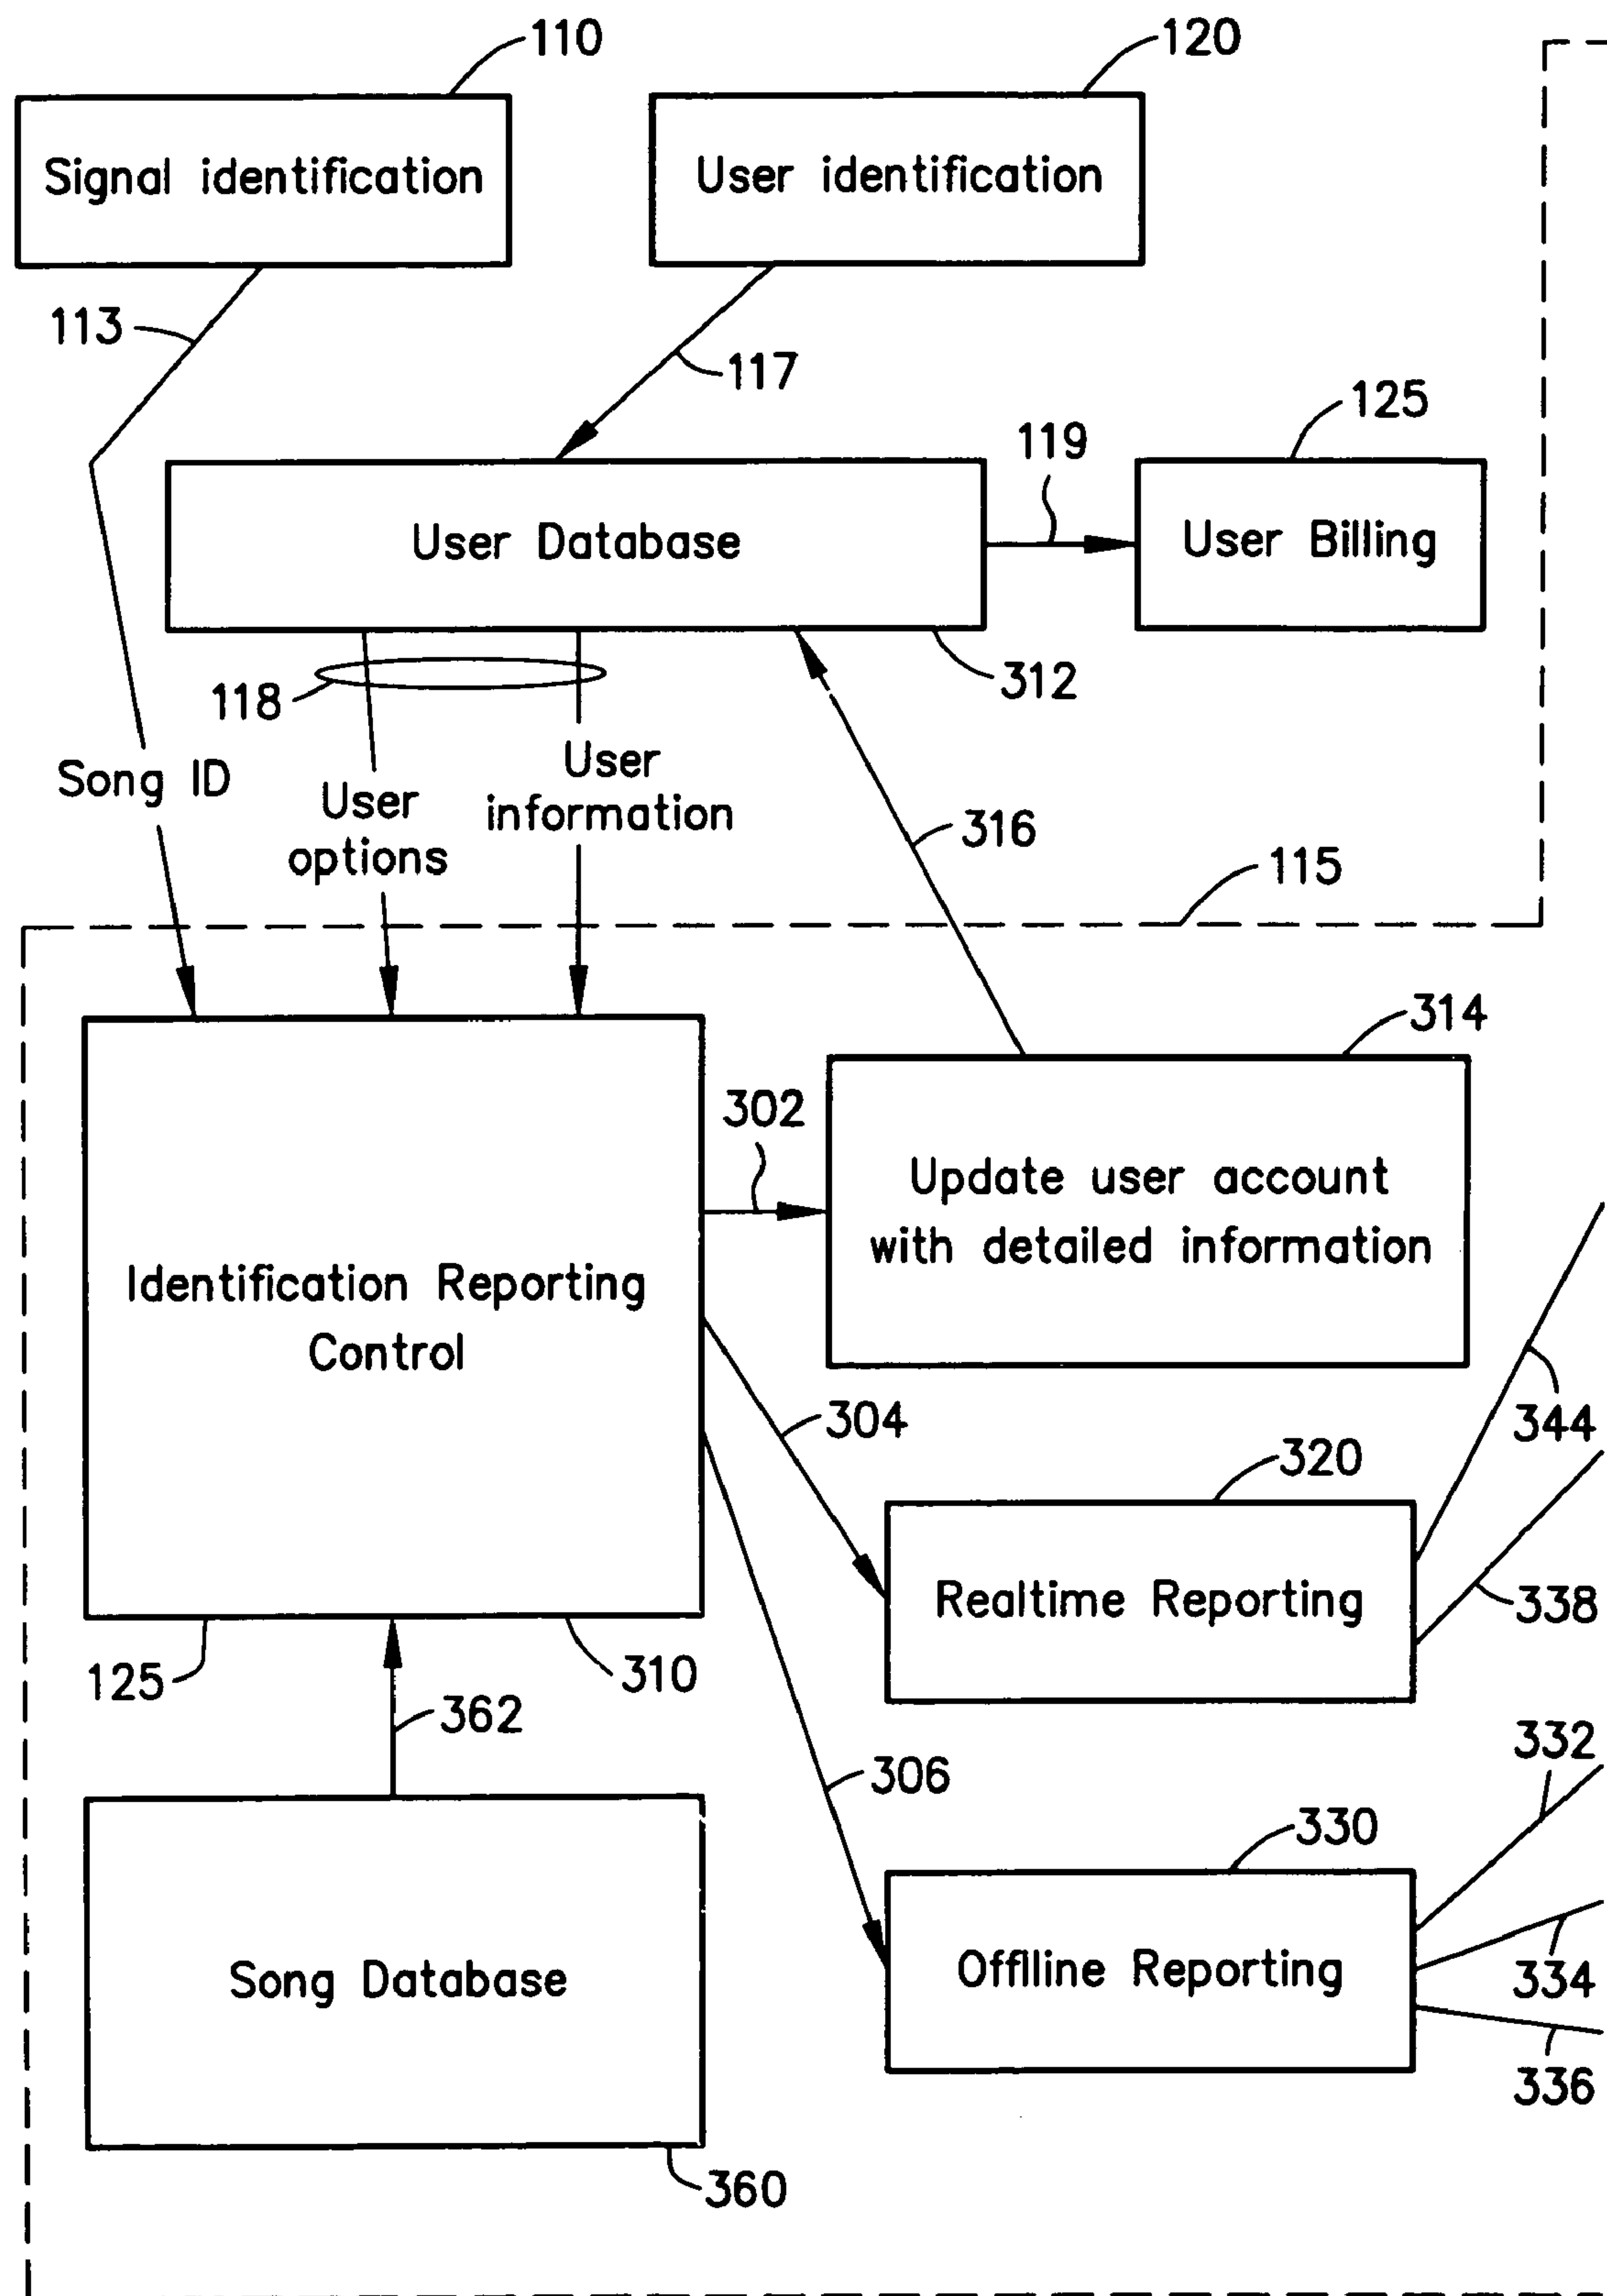 110
120
Signal identification
User identification
113
117
125
119
User Database
User Billing
118
312
Song ID
User
options
User
information
316
115
314
302
Update user account
with detailed information
Identification Reporting
Control
304
344
320
Realtime Reporting
338
125
310
362
332
306
330
Song Database
Offlline Reporting
334
336
360